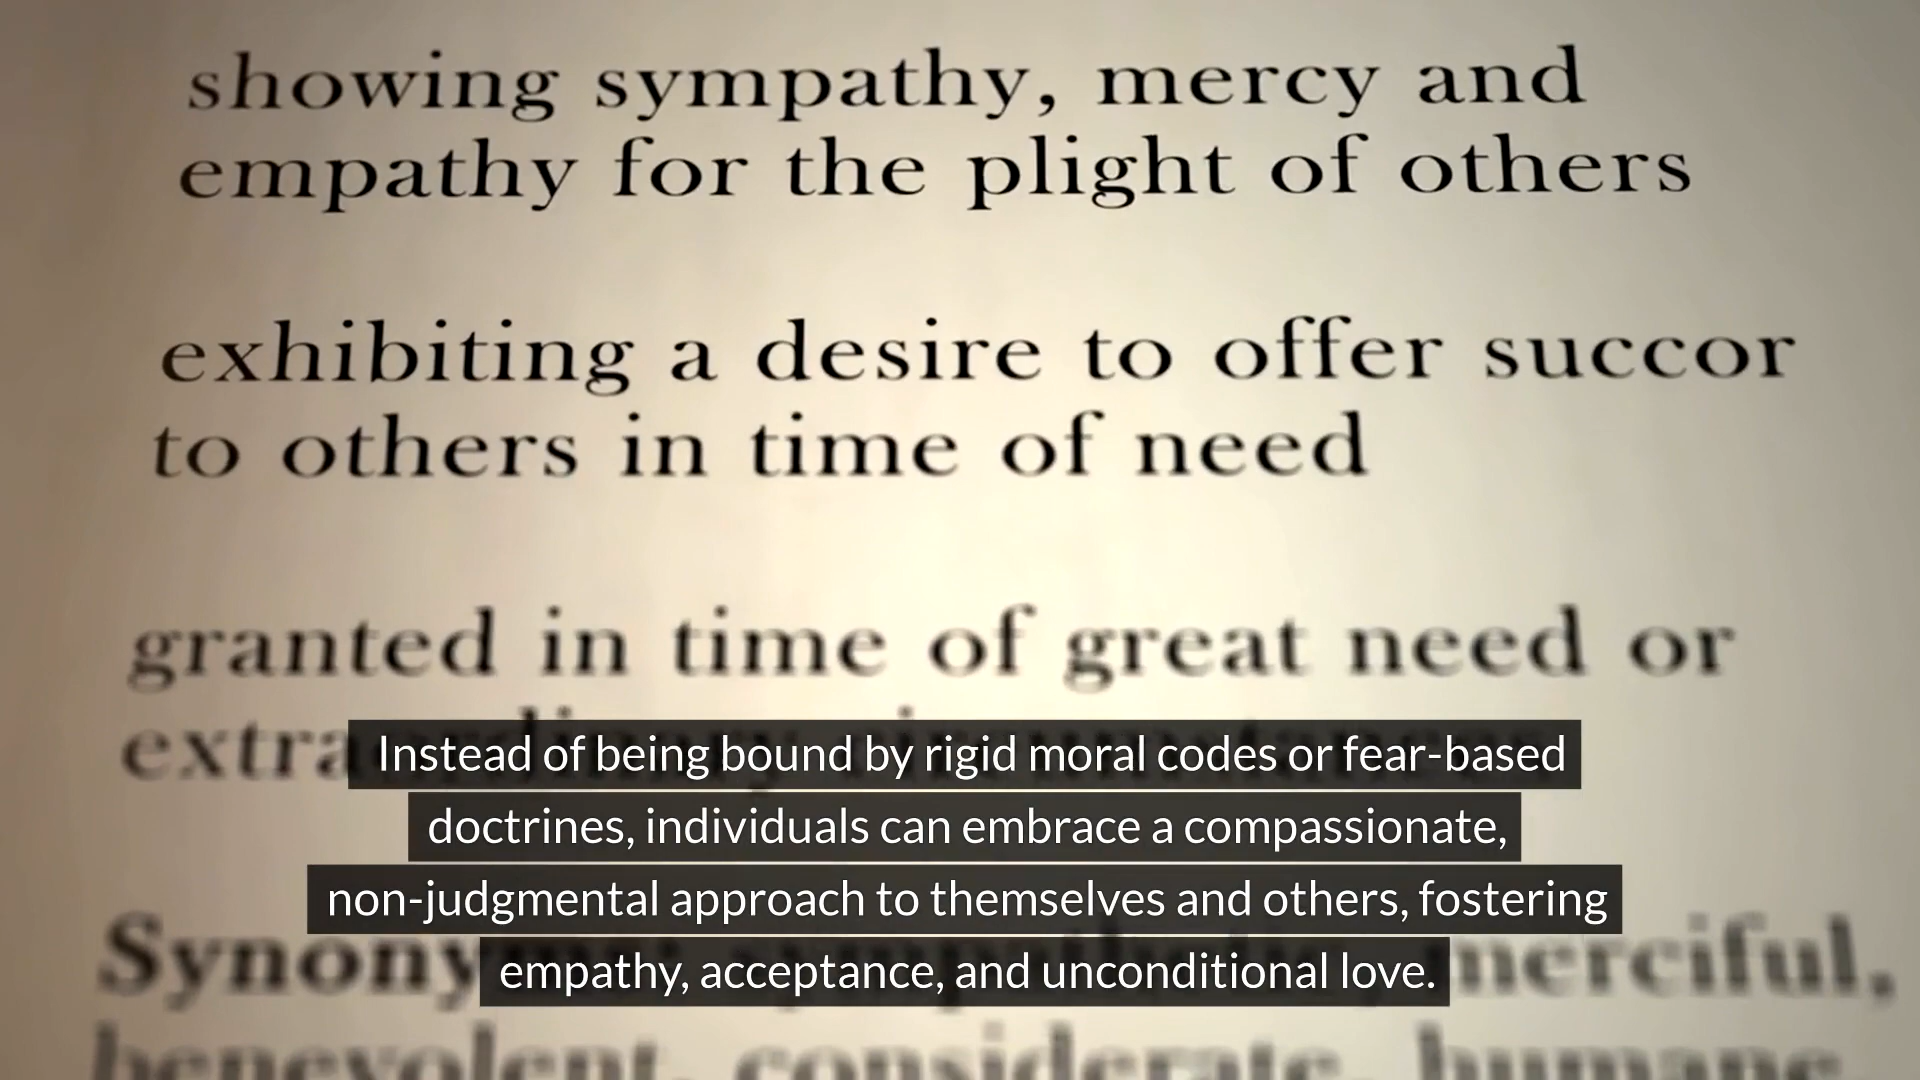 showing sympathy, mercy and
empathy for the plight of others
exhibiting a desire to offer succor
to others in time of need
granted in time of great need or
Instead of being bound by rigid moral codes or fear-based
doctrines, individuals can embrace a compassionate,
non-judgmental approach to themselves and others, fostering
empathy, acceptance, and unconditional love.
merciful,
benevolent, considerate, humane